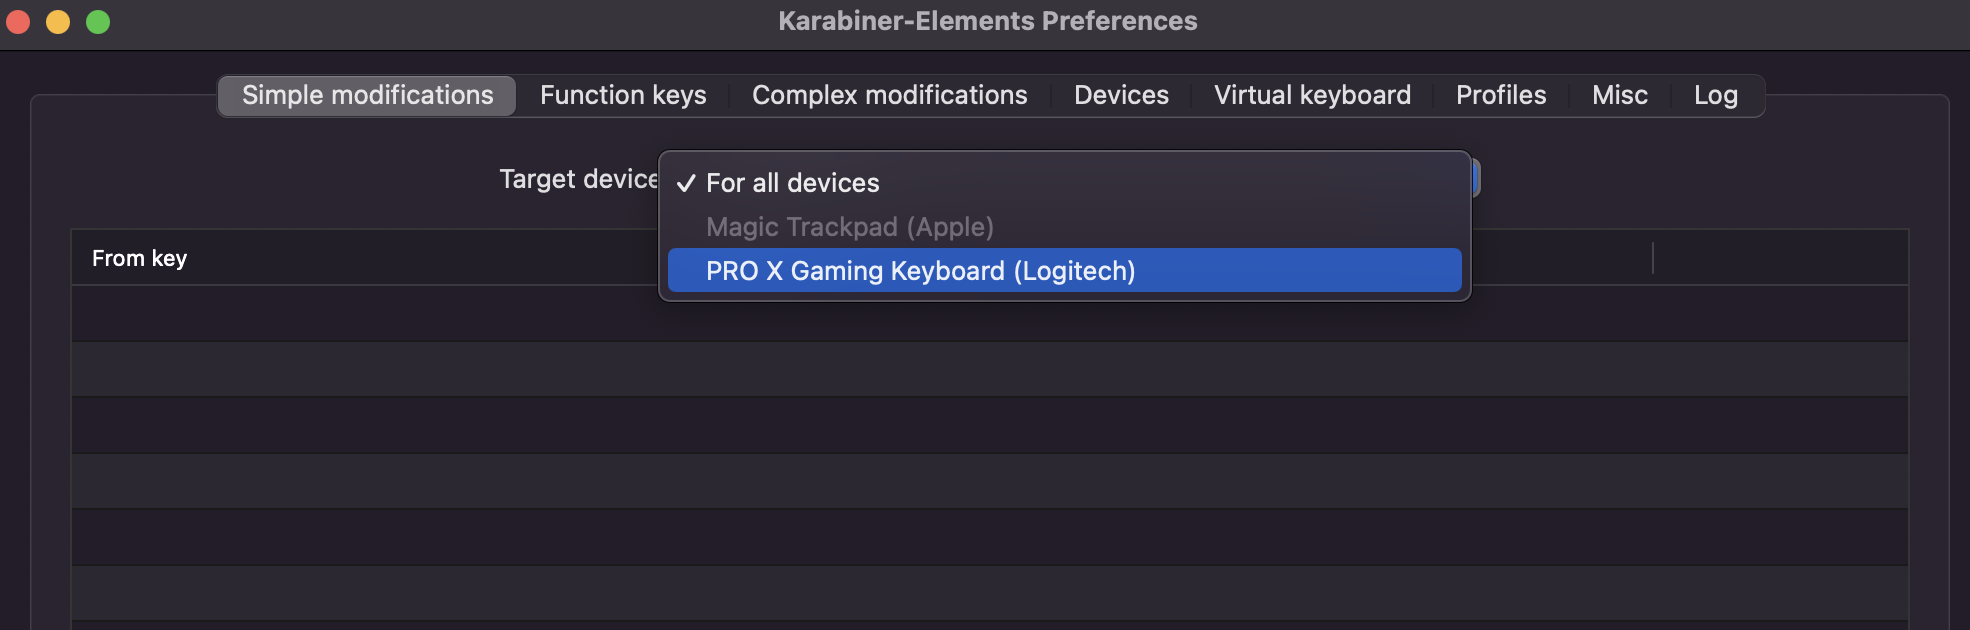 Karabiner-Elements Preferences
Simple modifications Function keys Complex modifications Devices Virtual keyboard Profiles Misc Log
Target device
✓ For all devices
Magic Trackpad (Apple)
PRO X Gaming Keyboard (Logitech)
From key